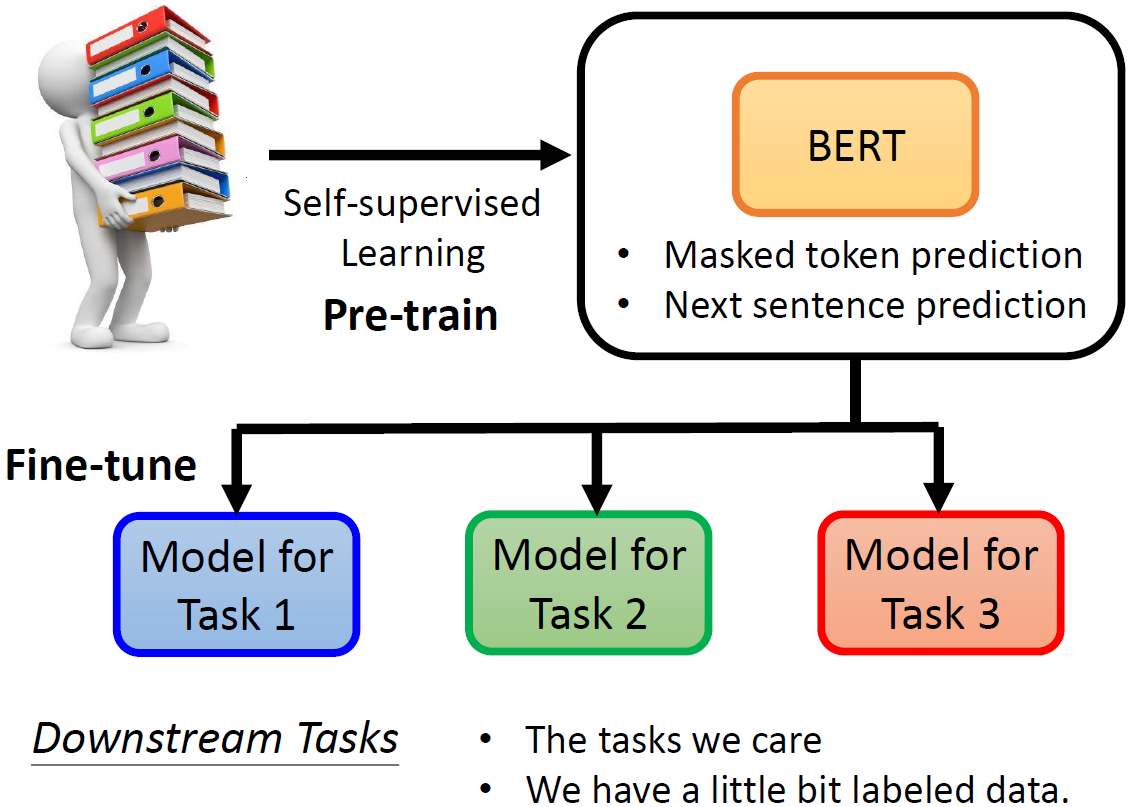 BERT
Self-supervised
Learning
Pre-train
• Masked token prediction
• Next sentence prediction
Fine-tune
Model for
Task 1
Model for
Task 2
Model for
Task 3
Downstream Tasks
• The tasks we care
• We have a little bit labeled data.